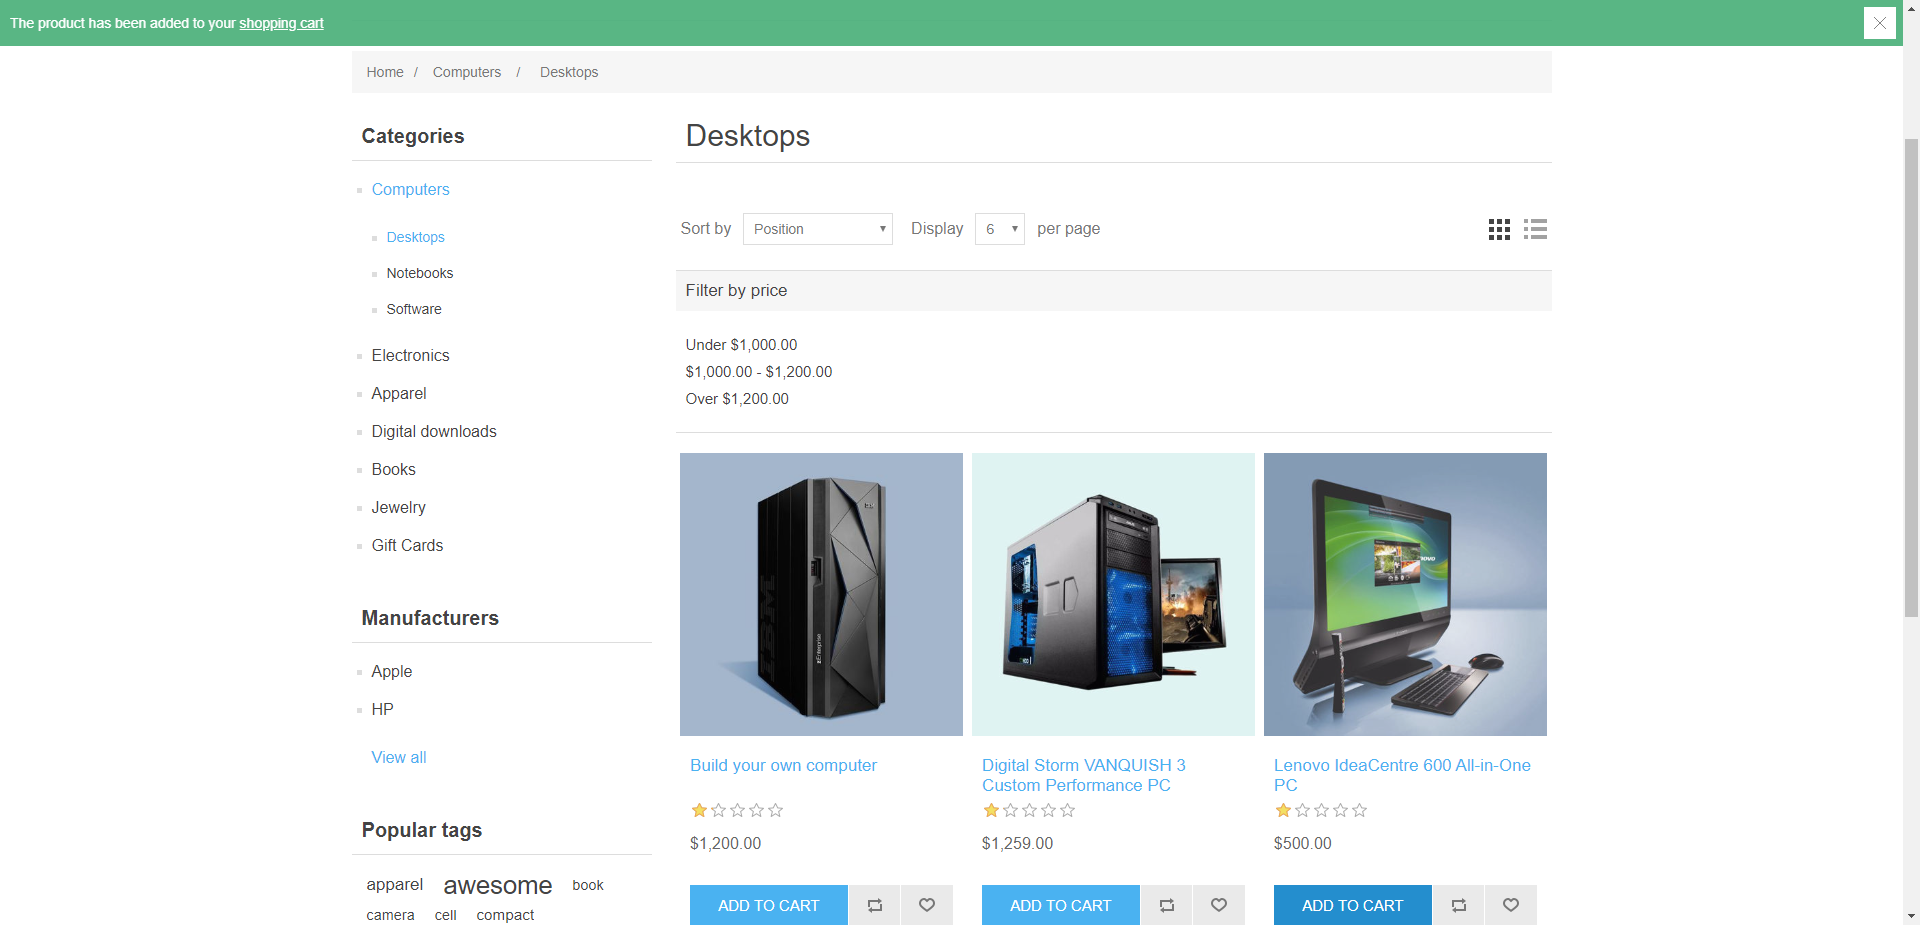 The product has been added to your shopping cart
Home / Computers / Desktops
Categories
Computers
Desktops
Notebooks
Software
Electronics
Apparel
Digital downloads
Books
Jewelry
Gift Cards
Manufacturers
Apple
HP
View all
Popular tags
apparel awesome book
camera cell compact
Desktops
Sort by Position Display 6 per page
Filter by price
Under $1,000.00
$1,000.00 - $1,200.00
Over $1,200.00
IBM
zEnterprise
Build your own computer
$1,200.00
ADD TO CART
Digital Storm VANQUISH 3
Custom Performance PC
$1,259.00
ADD TO CART
Lenovo IdeaCentre 600 All-in-One
PC
$500.00
ADD TO CART